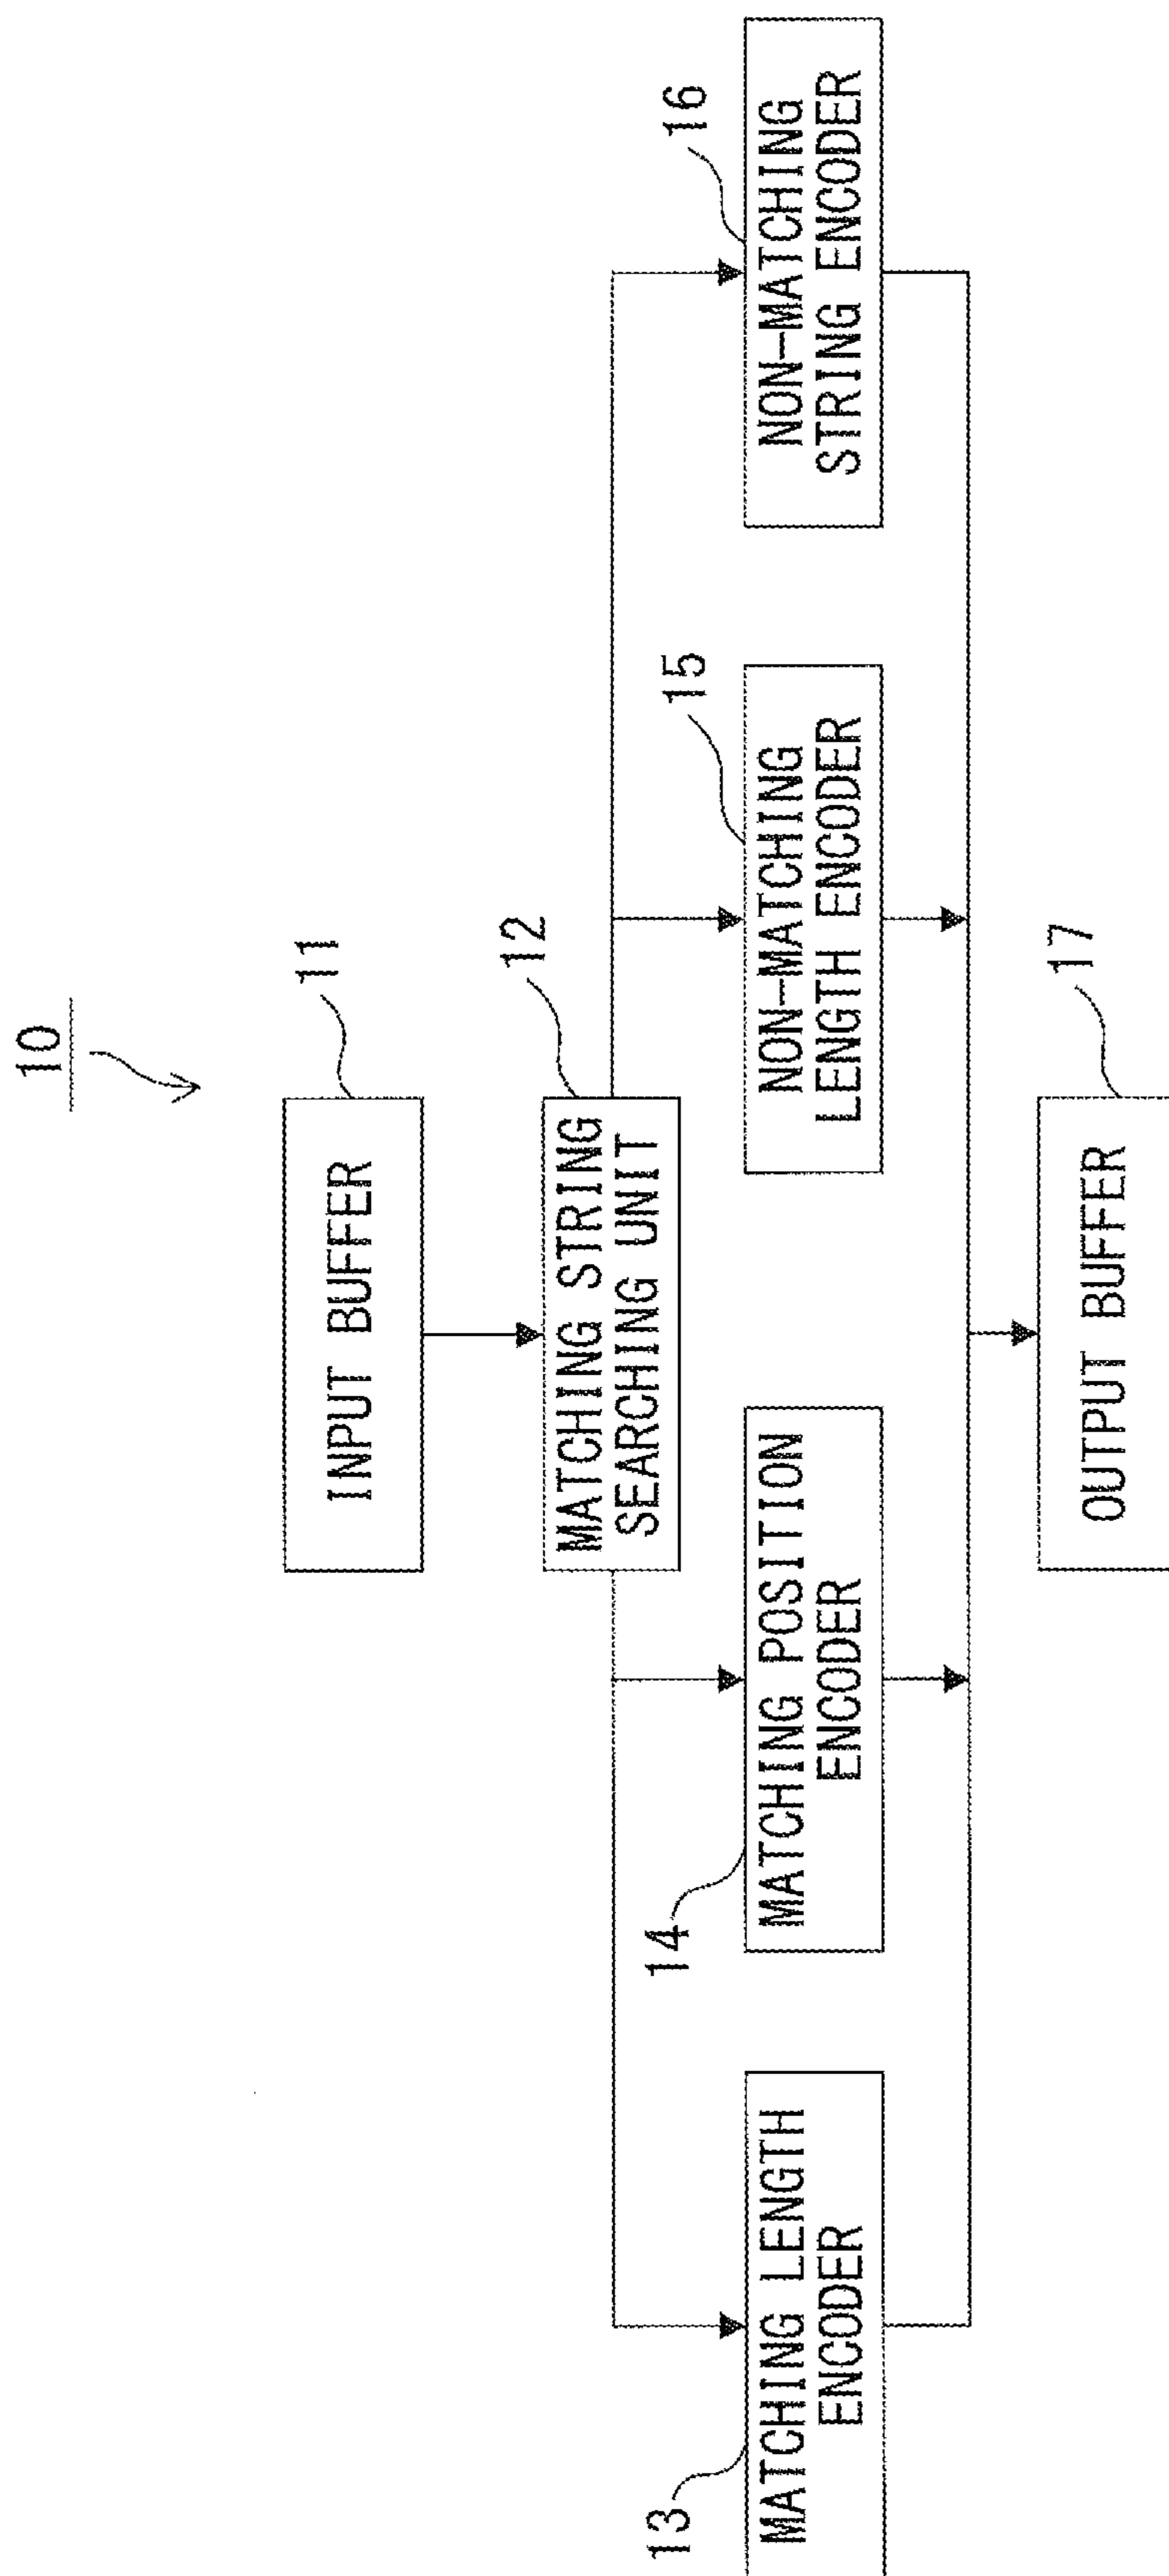 10
11
INPUT BUFFER
12
MATCHING STRING
SEARCHING UNIT
13
MATCHING LENGTH
ENCODER
14
MATCHING POSITION
ENCODER
15
NON-MATCHING
LENGTH ENCODER
16
NON-MATCHING
STRING ENCODER
17
OUTPUT BUFFER